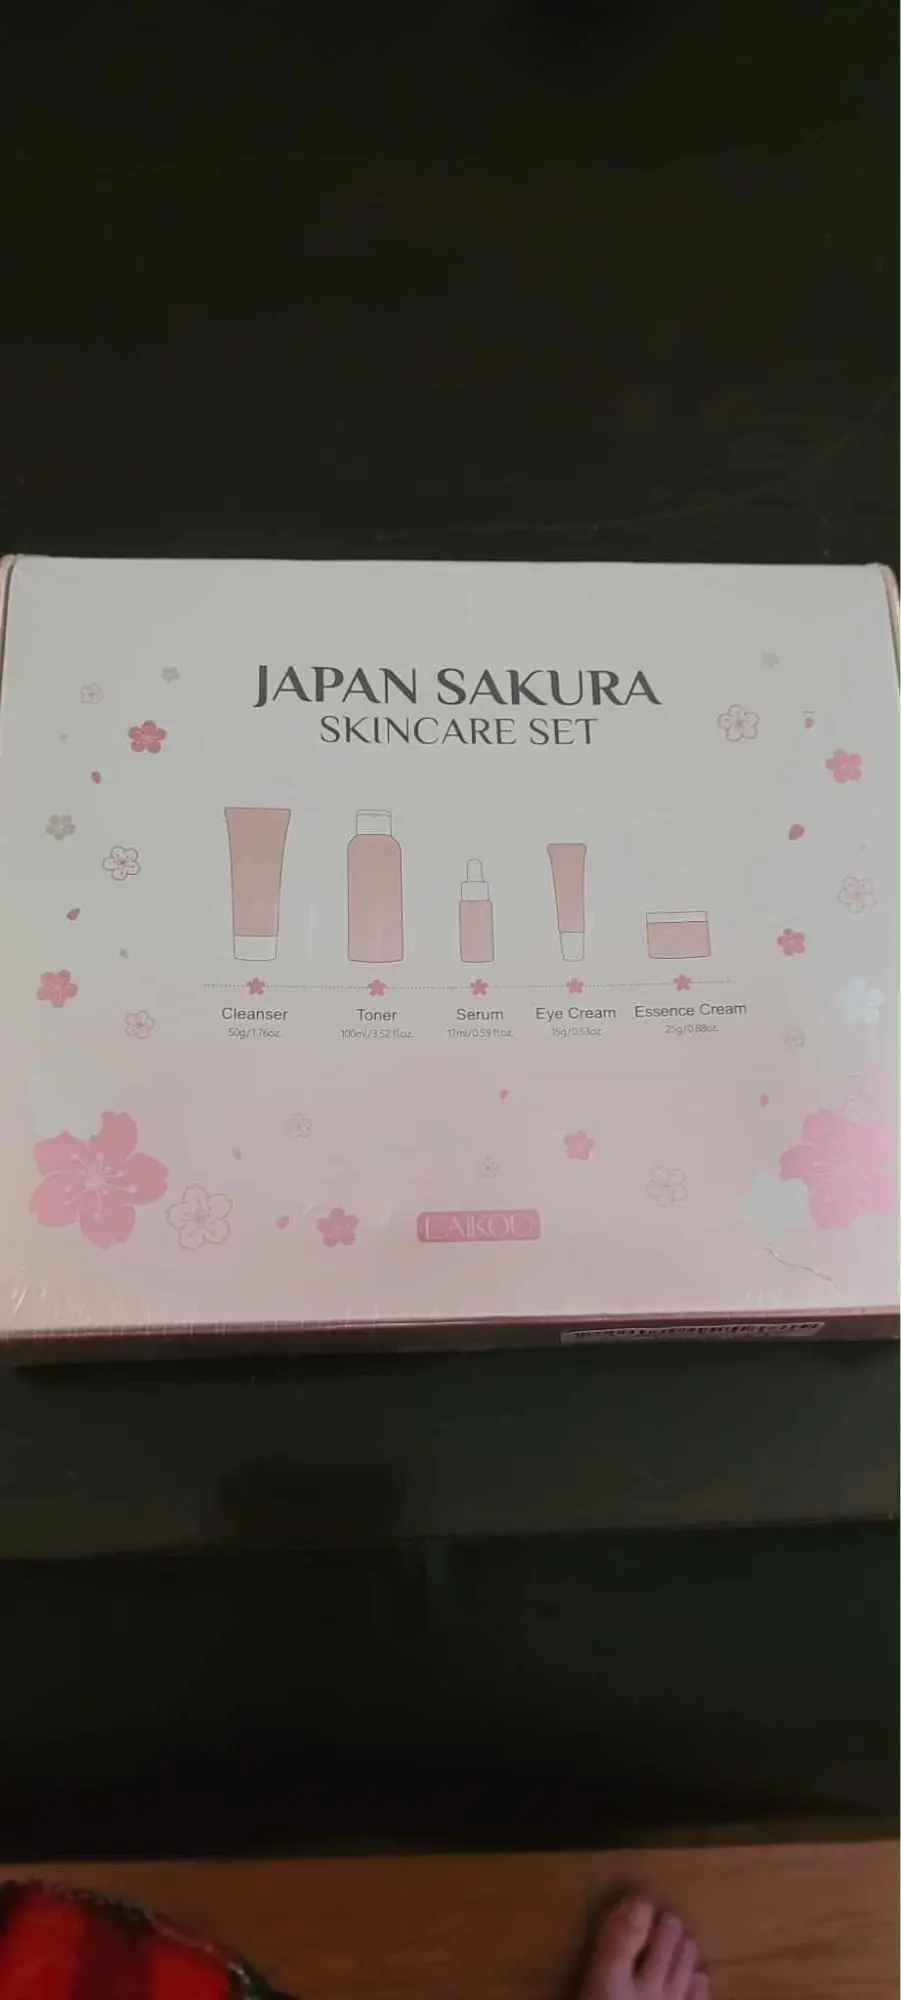 JAPAN SAKURA
SKINCARE SET
Cleanser Toner Serum Eye Cream Essence Cream
50g/1.76oz. 100ml/3.52 fl.oz. 17ml/0.59 fl.oz. 15g/0.53oz 25g/0.88oz.
LAIKOU